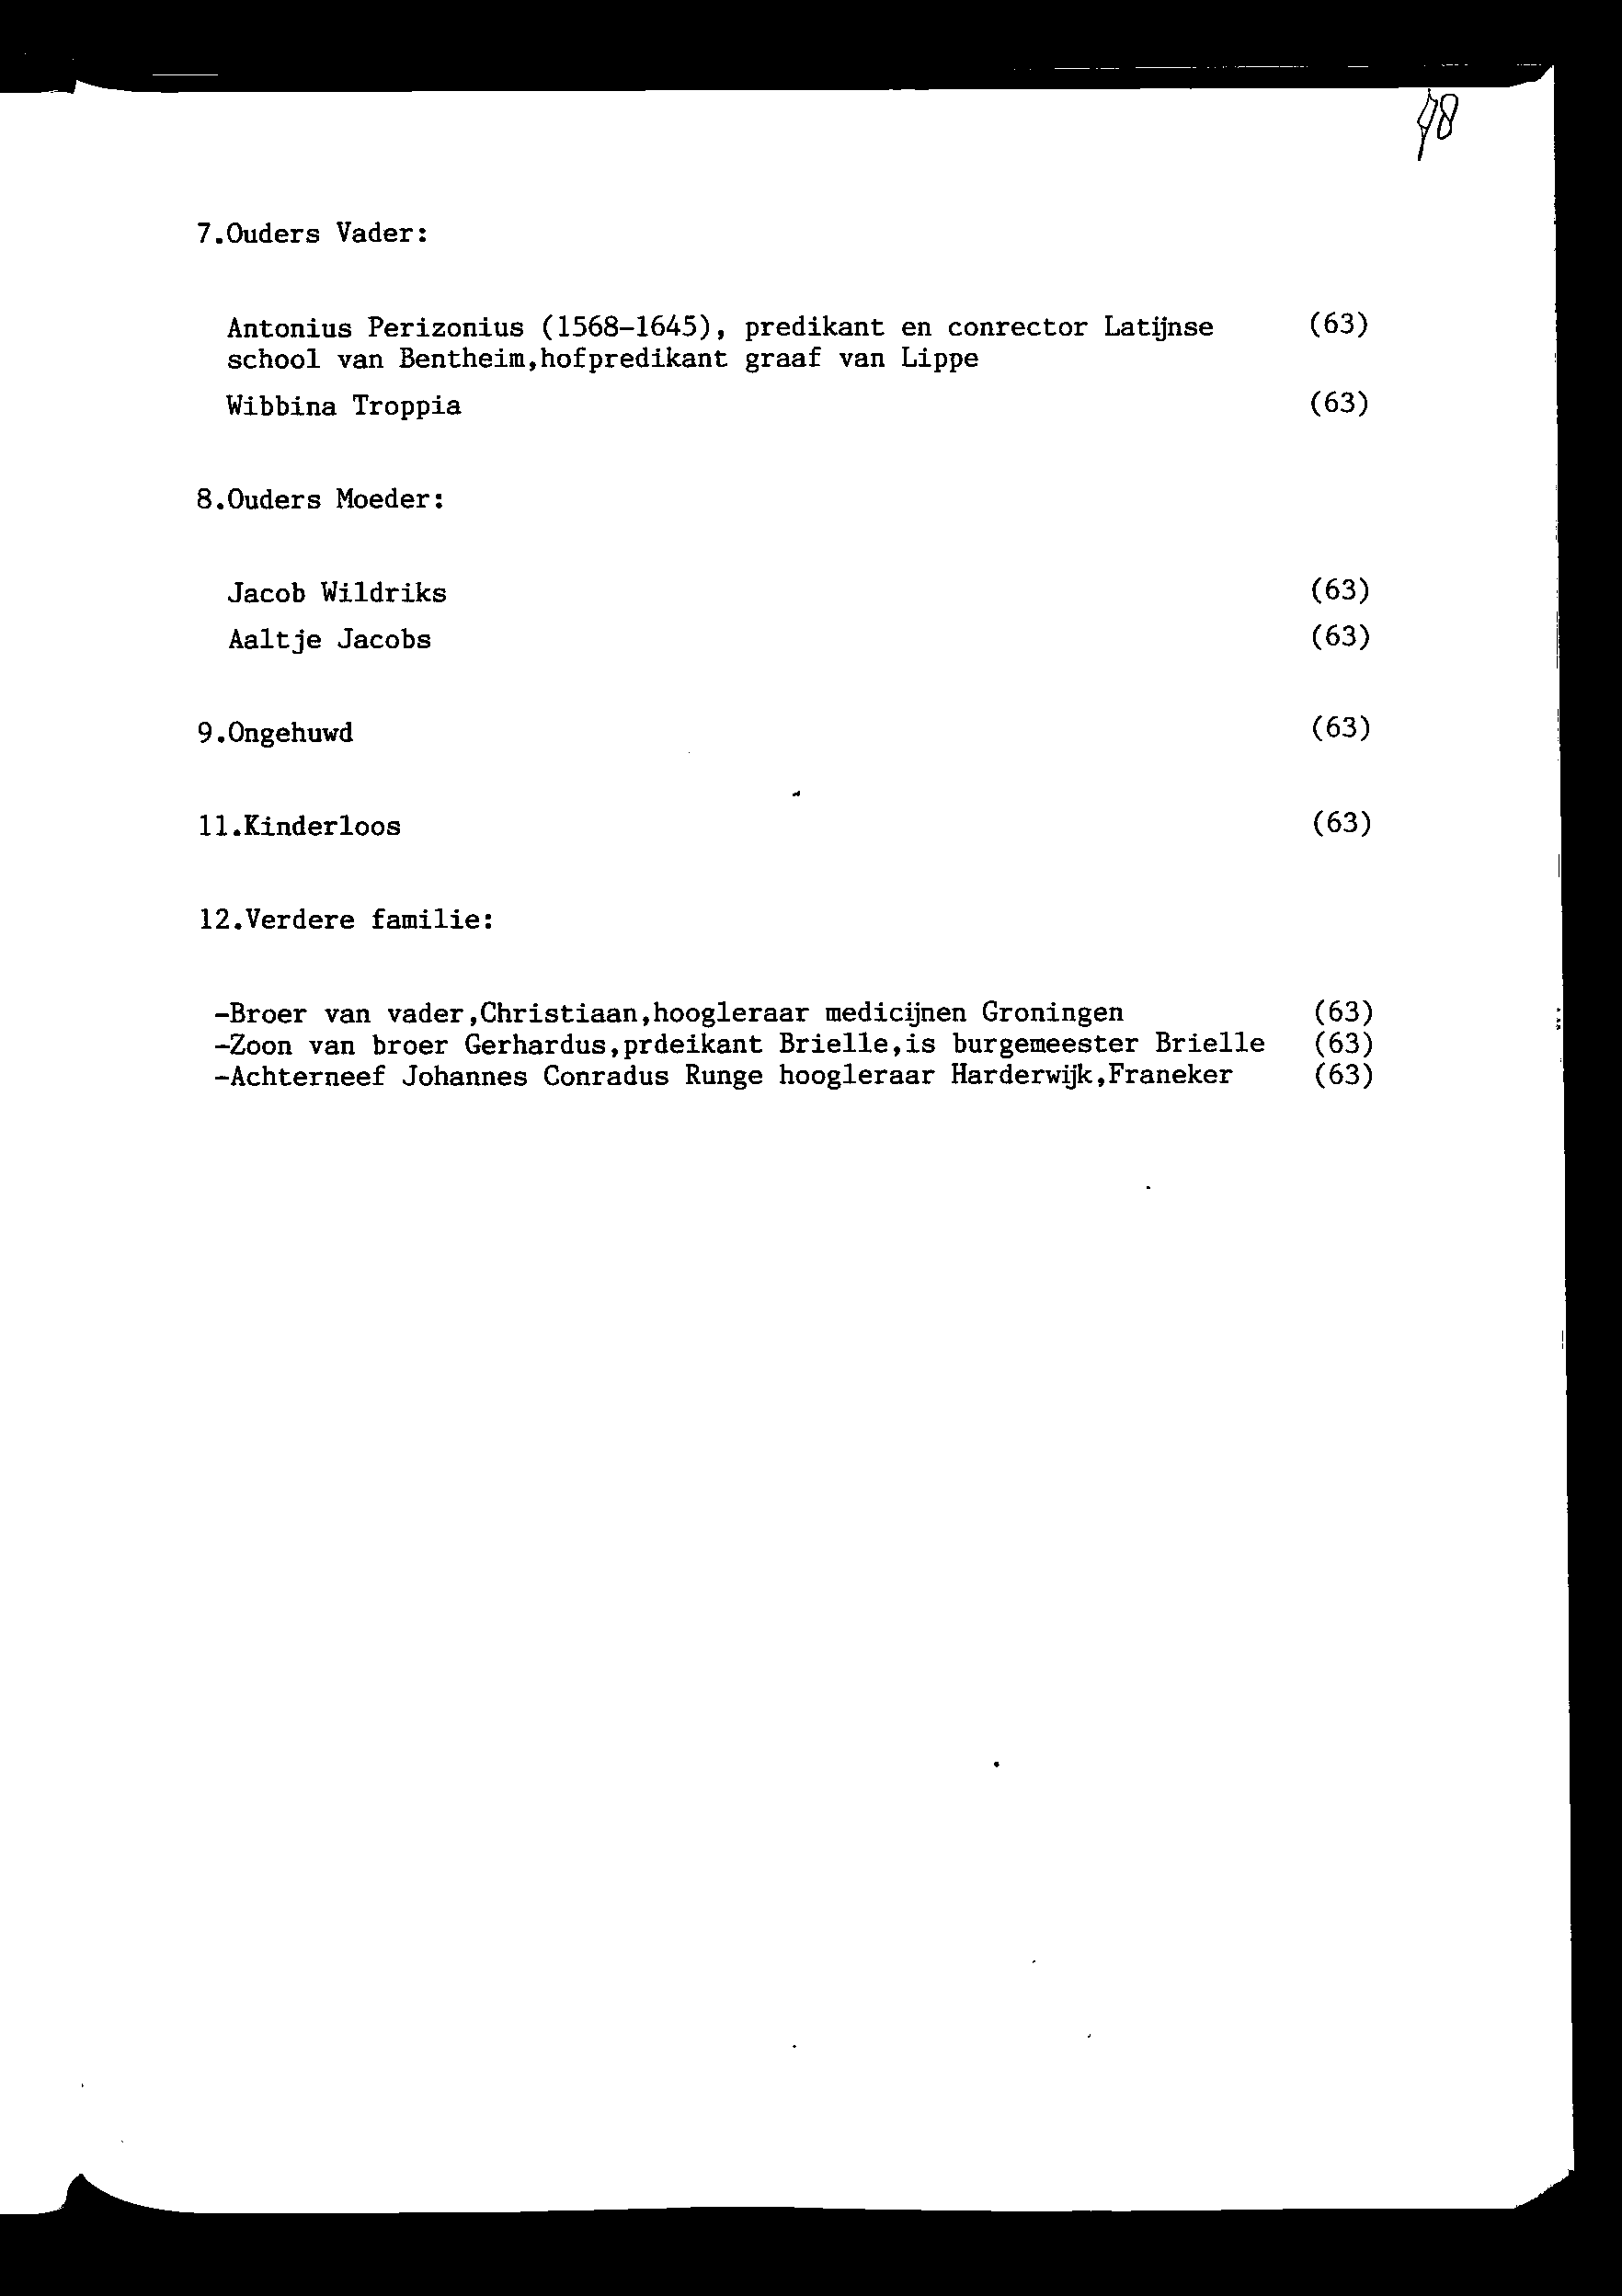 78
7.Ouders Vader:
Antonius Perizonius (1568-1645), predikant en conrector Latijnse (63)
school van Bentheim,hofpredikant graaf van Lippe
Wibbina Troppia (63)
8.Ouders Moeder:
Jacob Wildriks (63)
Aaltje Jacobs (63)
9.Ongehuwd (63)
11.Kinderloos (63)
12.Verdere familie:
-Broer van vader,Christiaan,hoogleraar medicijnen Groningen (63)
-Zoon van broer Gerhardus,prdeikant Brielle,is burgemeester Brielle (63)
-Achterneef Johannes Conradus Runge hoogleraar Harderwijk,Franeker (63)